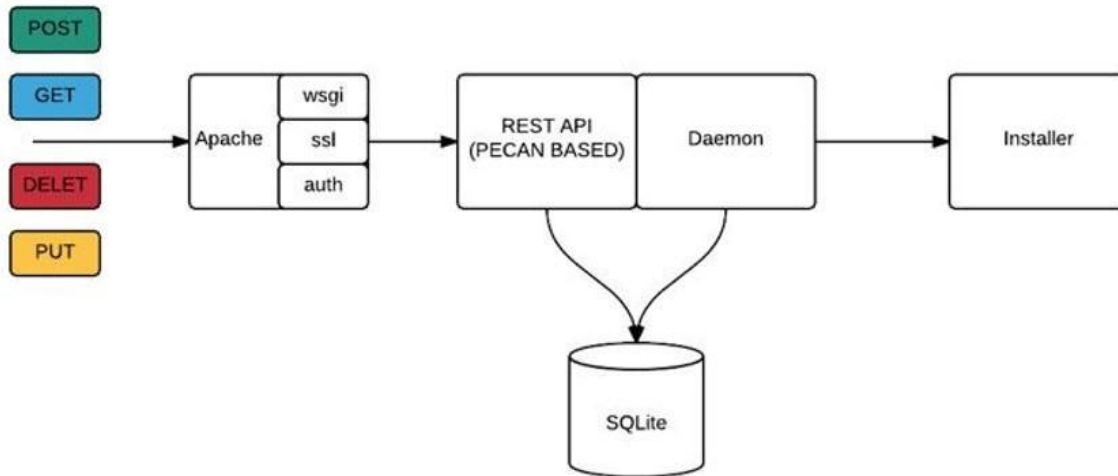 POST
GET
DELET
PUT
Apache
wsgi
ssl
auth
REST API
(PECAN BASED)
Daemon
Installer
SQLite